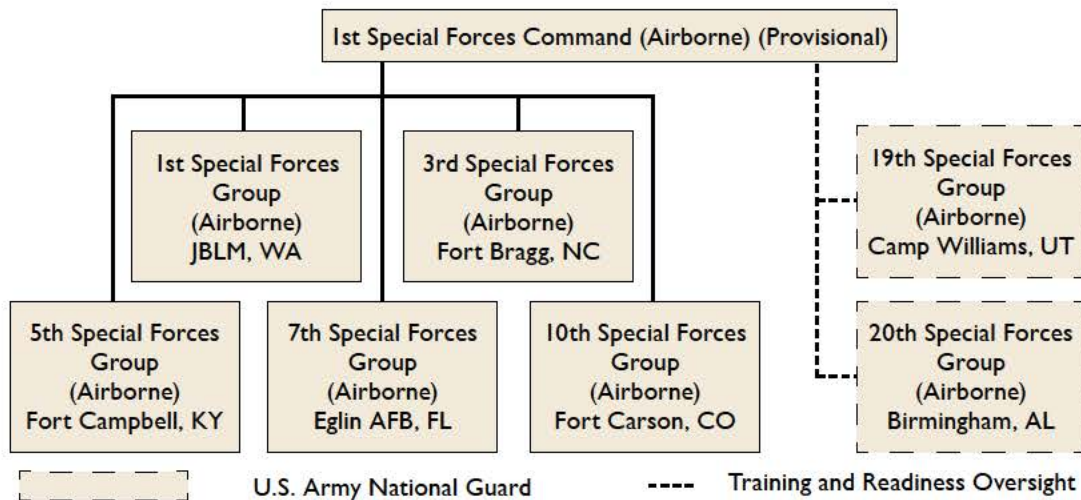 1st Special Forces Command (Airborne) (Provisional)
1st Special Forces
Group
(Airborne)
JBLM, WA
3rd Special Forces
Group
(Airborne)
Fort Bragg, NC
19th Special Forces
Group
(Airborne)
Camp Williams, UT
5th Special Forces
Group
(Airborne)
Fort Campbell, KY
7th Special Forces
Group
(Airborne)
Eglin AFB, FL
10th Special Forces
Group
(Airborne)
Fort Carson, CO
20th Special Forces
Group
(Airborne)
Birmingham, AL
U.S. Army National Guard
Training and Readiness Oversight